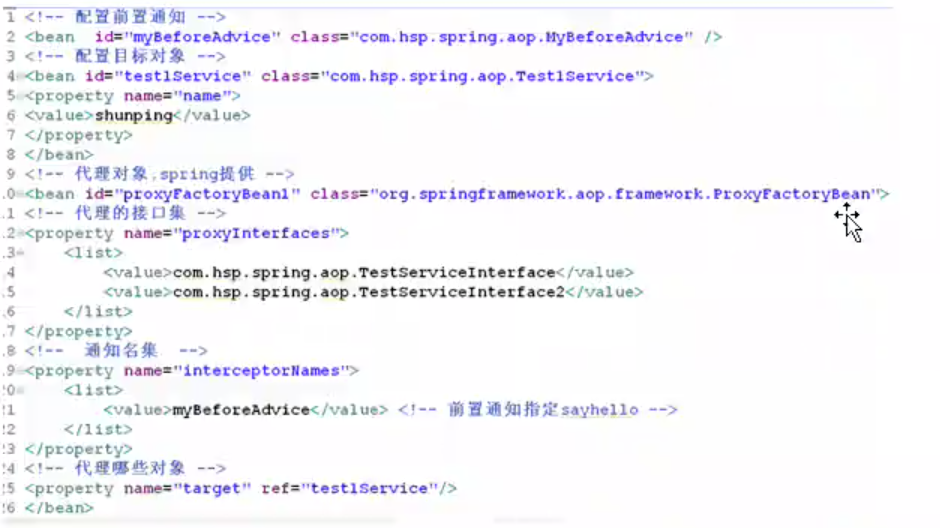 1 <!-- 配置前置通知 -->
2 <bean  id="myBeforeAdvice" class="com.hsp.spring.aop.MyBeforeAdvice" />
3 <!-- 配置目标对象 -->
4 <bean id="test1Service" class="com.hsp.spring.aop.Test1Service">
5 <property name="name">
6 <value>shunping</value>
7 </property>
8 </bean>
9 <!-- 代理对象,spring提供 -->
.0 <bean id="proxyFactoryBean1" class="org.springframework.aop.framework.ProxyFactoryBean">
.1 <!-- 代理的接口集 -->
.2 <property name="proxyInterfaces">
.3     <list>
.4         <value>com.hsp.spring.aop.TestServiceInterface</value>
.5         <value>com.hsp.spring.aop.TestServiceInterface2</value>
.6     </list>
.7 </property>
.8 <!--  通知名集  -->
.9 <property name="interceptorNames">
20     <list>
21         <value>myBeforeAdvice</value> <!-- 前置通知指定sayhello -->
22     </list>
23 </property>
24 <!-- 代理哪些对象 -->
25 <property name="target" ref="test1Service"/>
26 </bean>